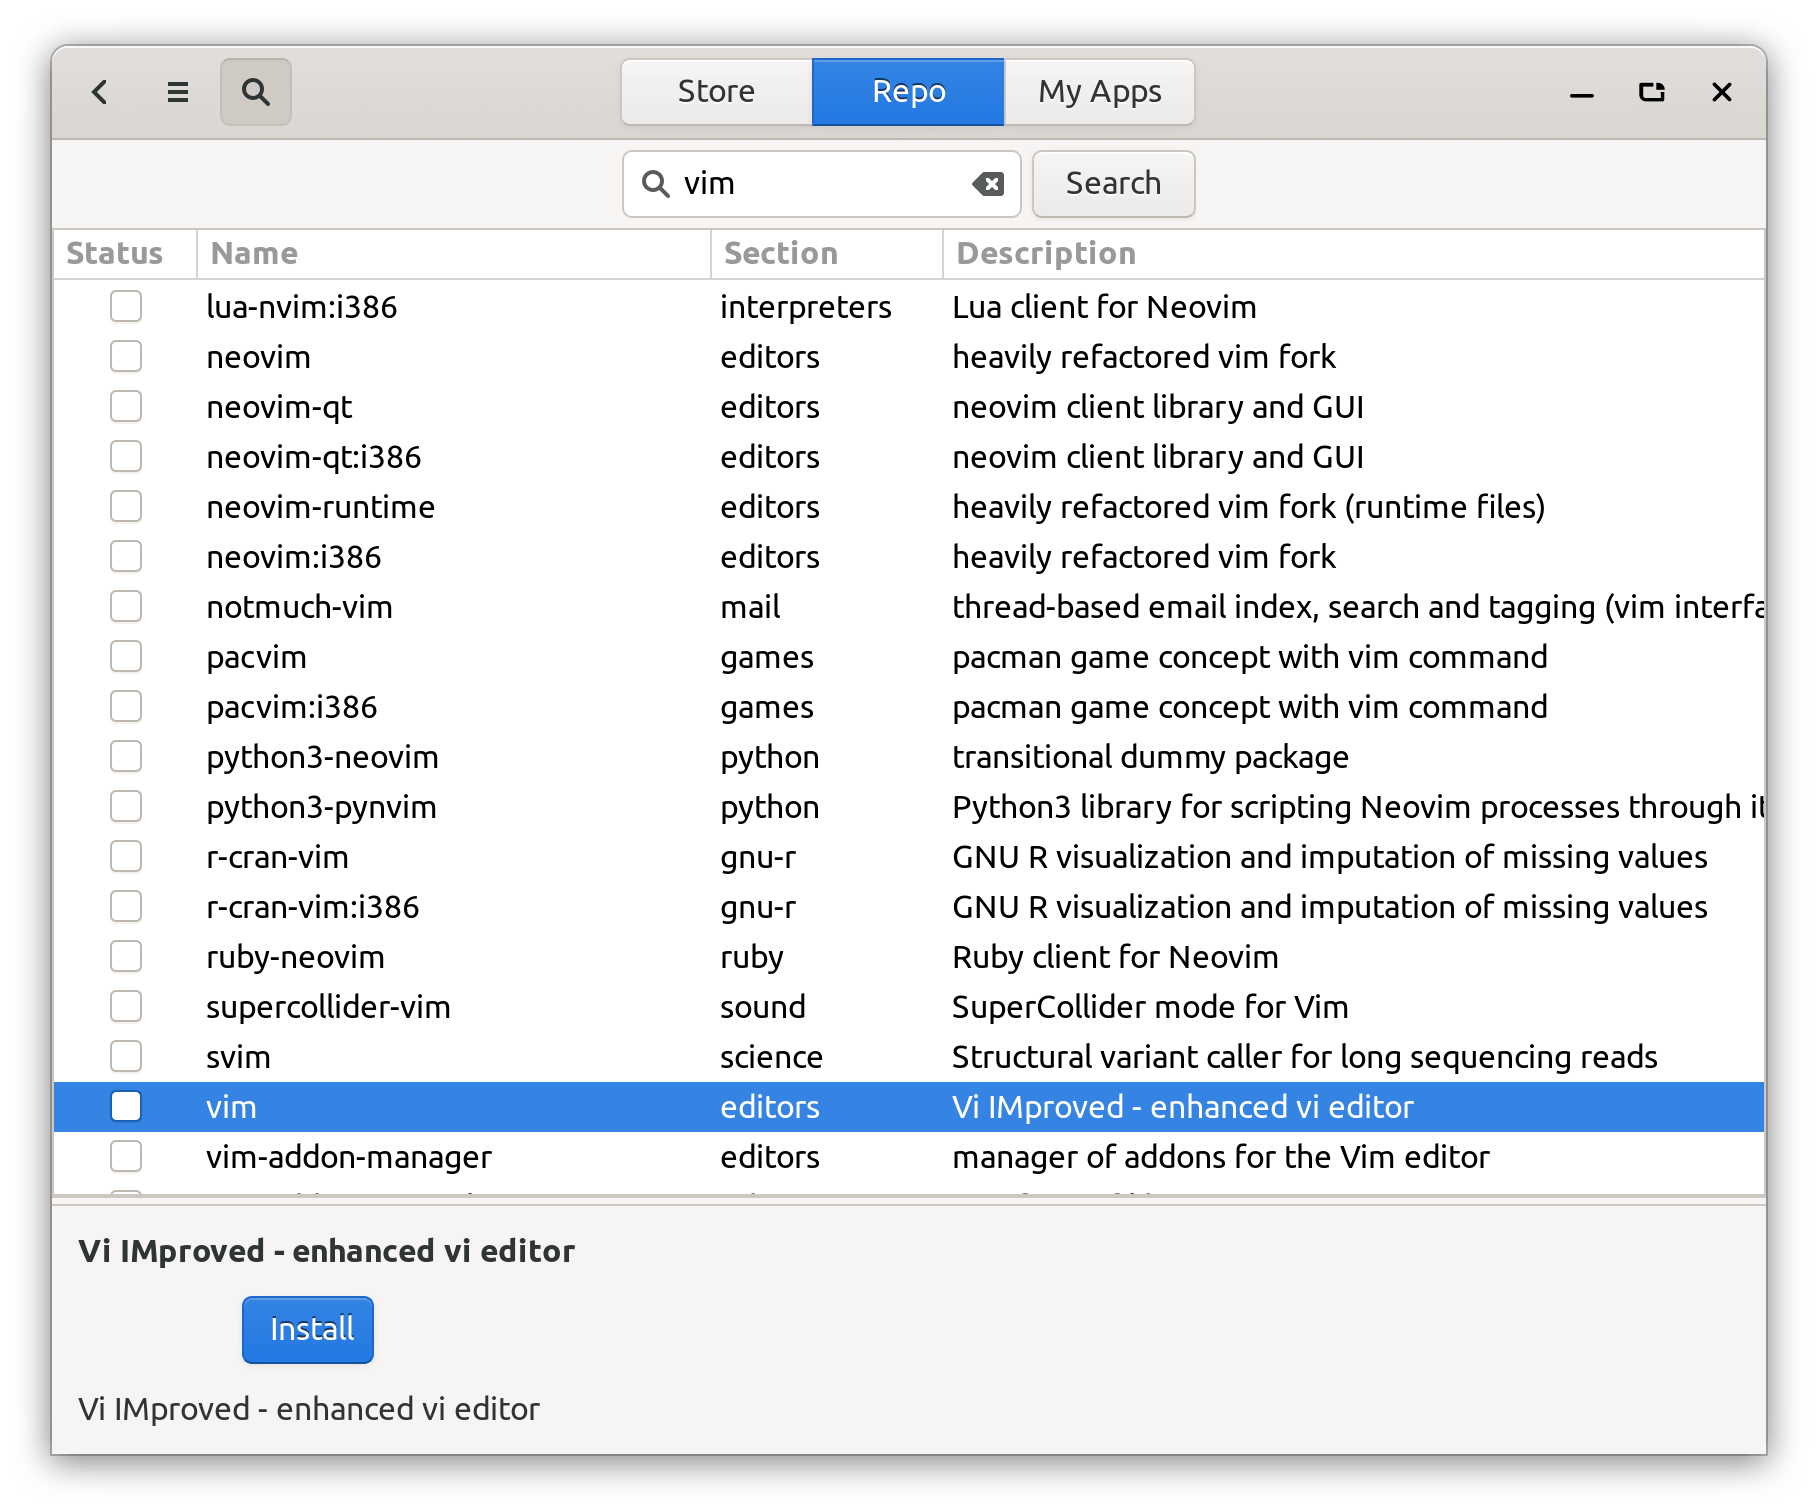 Store Repo My Apps
vim Search
Status Name Section Description
lua-nvim:i386 interpreters Lua client for Neovim
neovim editors heavily refactored vim fork
neovim-qt editors neovim client library and GUI
neovim-qt:i386 editors neovim client library and GUI
neovim-runtime editors heavily refactored vim fork (runtime files)
neovim:i386 editors heavily refactored vim fork
notmuch-vim mail thread-based email index, search and tagging (vim interfa
pacvim games pacman game concept with vim command
pacvim:i386 games pacman game concept with vim command
python3-neovim python transitional dummy package
python3-pynvim python Python3 library for scripting Neovim processes through it
r-cran-vim gnu-r GNU R visualization and imputation of missing values
r-cran-vim:i386 gnu-r GNU R visualization and imputation of missing values
ruby-neovim ruby Ruby client for Neovim
supercollider-vim sound SuperCollider mode for Vim
svim science Structural variant caller for long sequencing reads
vim editors Vi IMproved - enhanced vi editor
vim-addon-manager editors manager of addons for the Vim editor
Vi IMproved - enhanced vi editor
Install
Vi IMproved - enhanced vi editor